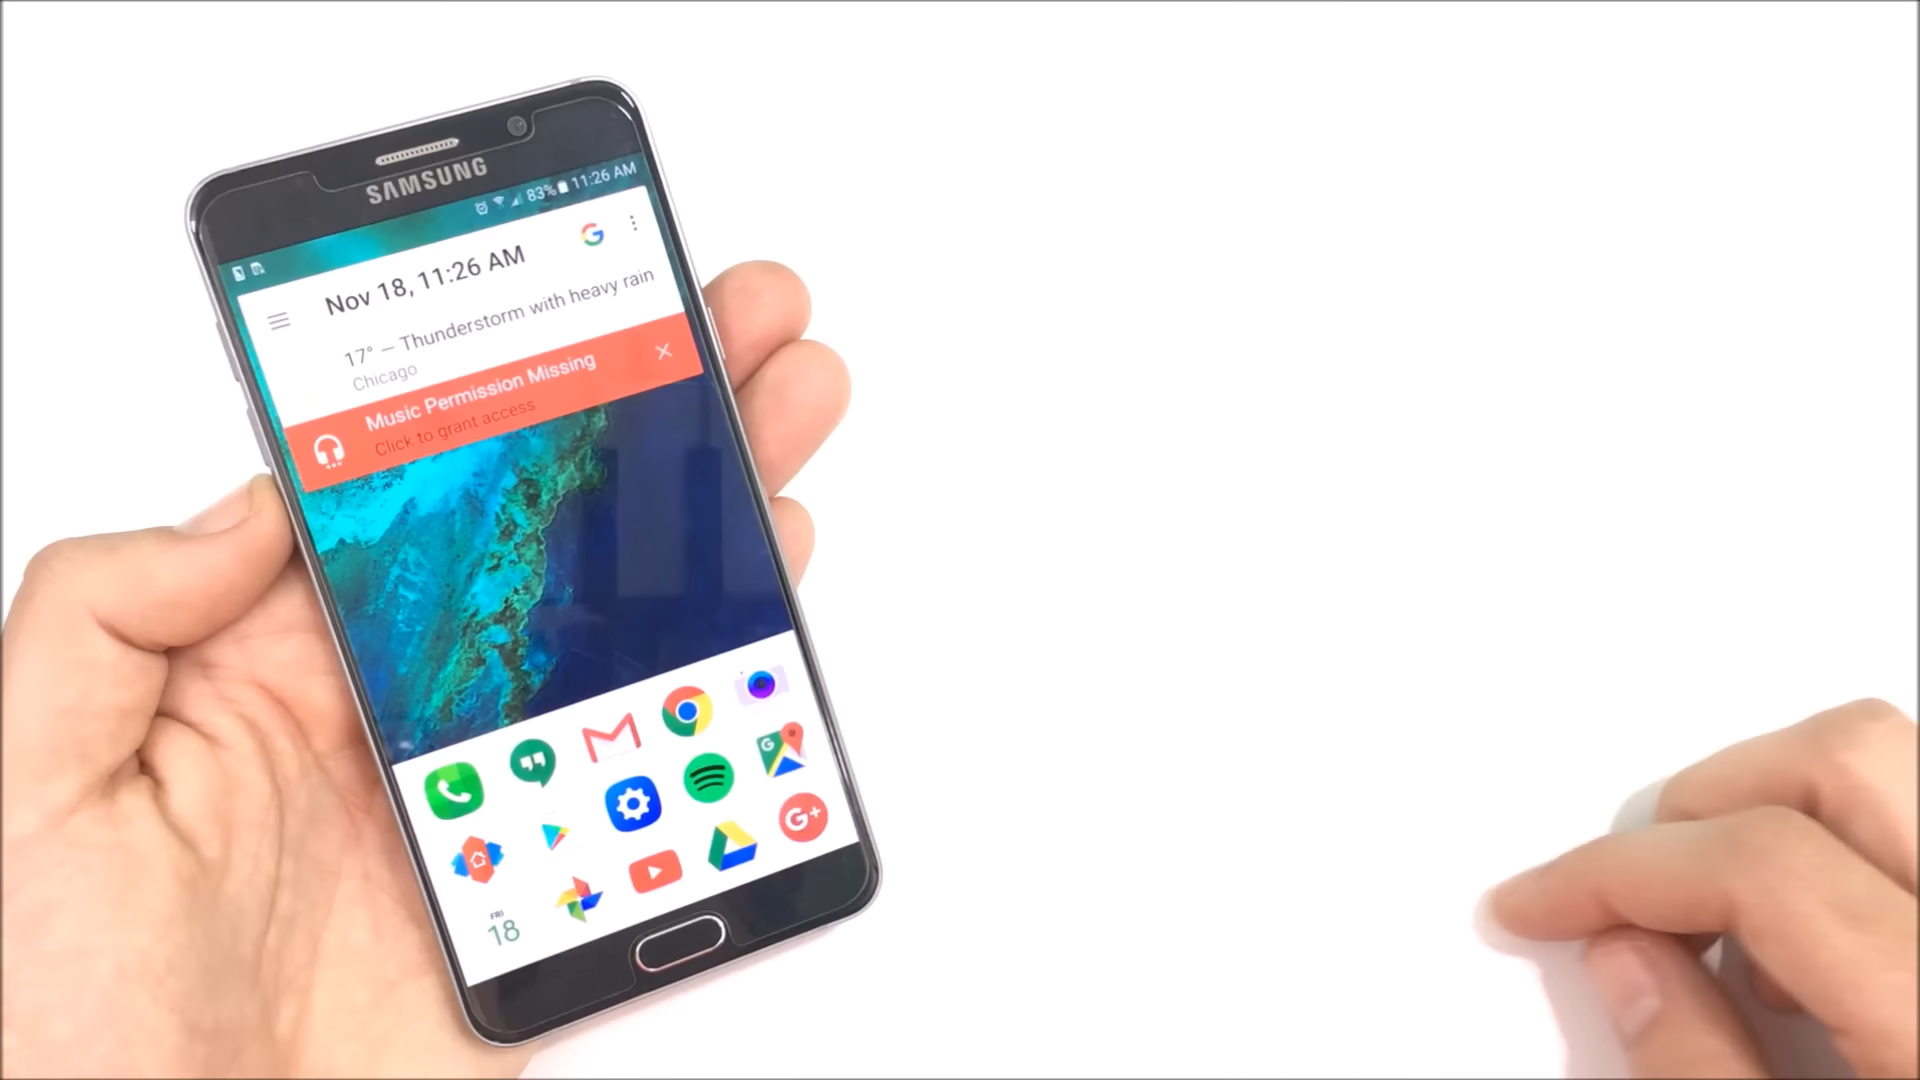 SAMSUNG
83% 11:26 AM
Nov 18, 11:26 AM
17° – Thunderstorm with heavy rain
Chicago
Music Permission Missing
Click to grant access
G+
FRI
18